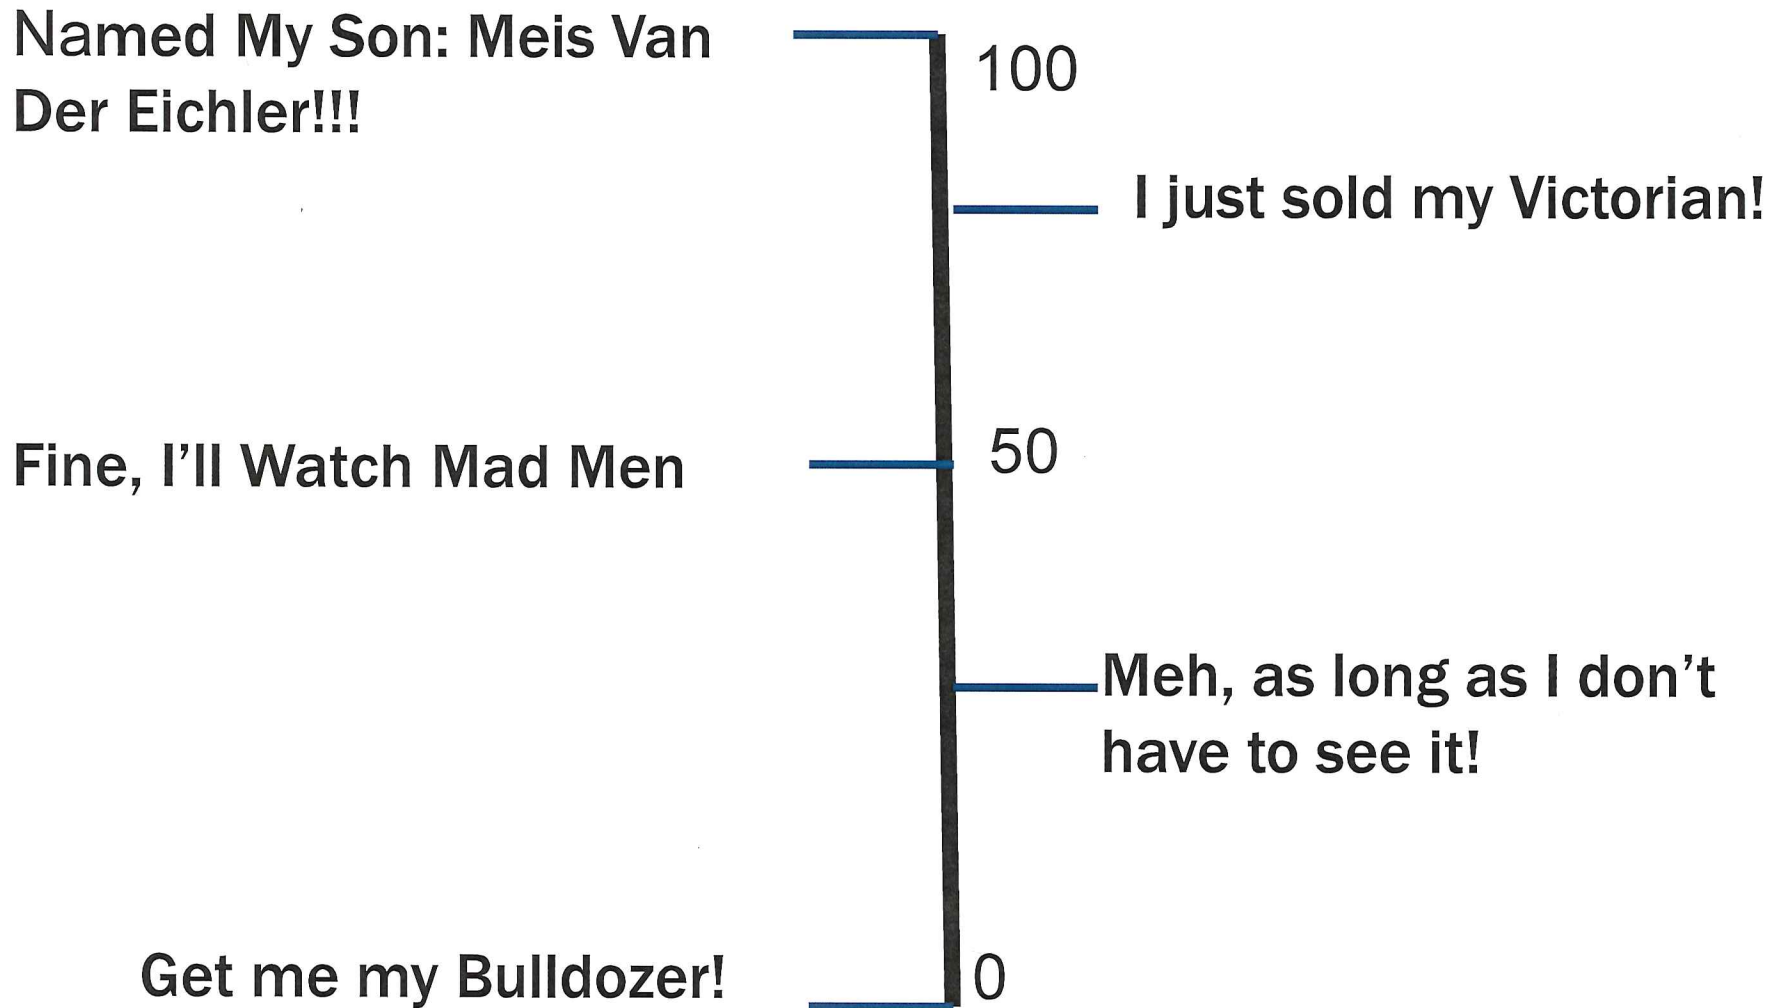 Named My Son: Meis Van
Der Eichler!!!
100
I just sold my Victorian!
Fine, I’ll Watch Mad Men
50
Meh, as long as I don’t
have to see it!
Get me my Bulldozer!
0